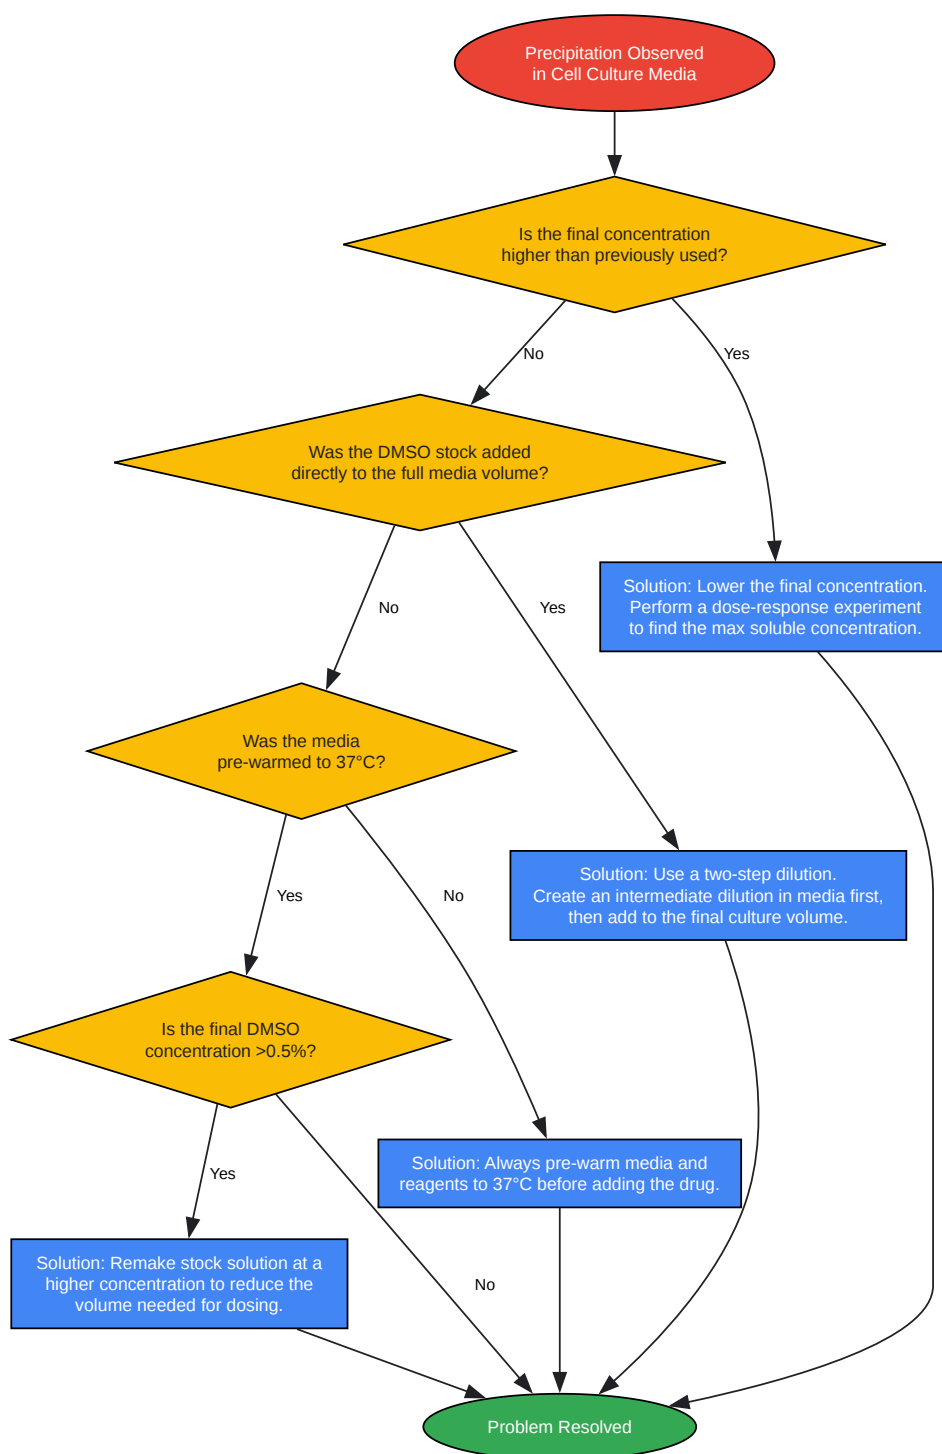 Precipitation Observed
in Cell Culture Media
Is the final concentration
higher than previously used?
No
Yes
Was the DMSO stock added
directly to the full media volume?
Solution: Lower the final concentration.
Perform a dose-response experiment
to find the max soluble concentration.
No
Yes
Was the media
pre-warmed to 37°C?
Solution: Use a two-step dilution.
Create an intermediate dilution in media first,
then add to the final culture volume.
Yes
No
Is the final DMSO
concentration >0.5%?
Solution: Always pre-warm media and
reagents to 37°C before adding the drug.
Yes
No
Solution: Remake stock solution at a
higher concentration to reduce the
volume needed for dosing.
Problem Resolved